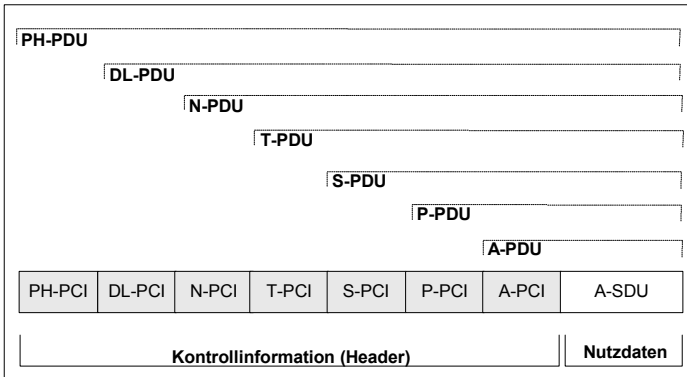 PH-PDU
DL-PDU
N-PDU
T-PDU
S-PDU
P-PDU
A-PDU
PH-PCI DL-PCI N-PCI T-PCI S-PCI P-PCI A-PCI A-SDU
Kontrollinformation (Header) Nutzdaten